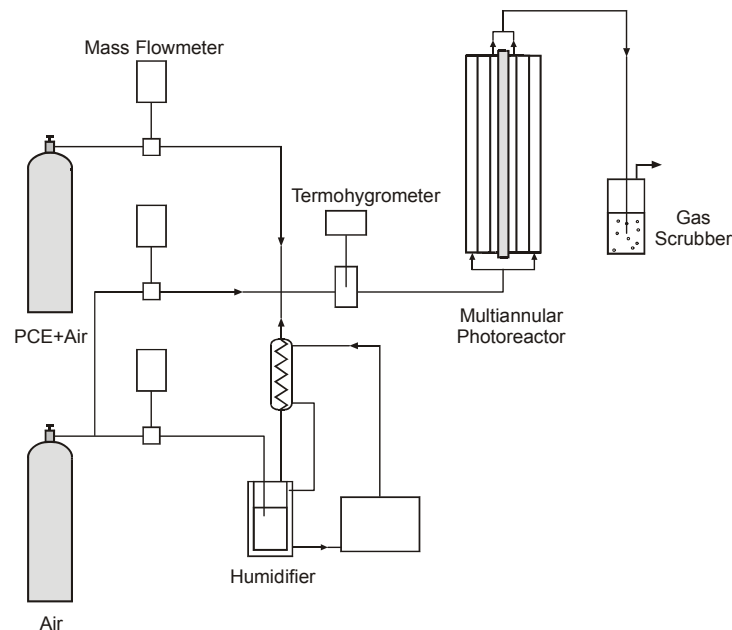 Mass Flowmeter
Termohygrometer
Gas
Scrubber
PCE+Air
Multiannular
Photoreactor
Humidifier
Air